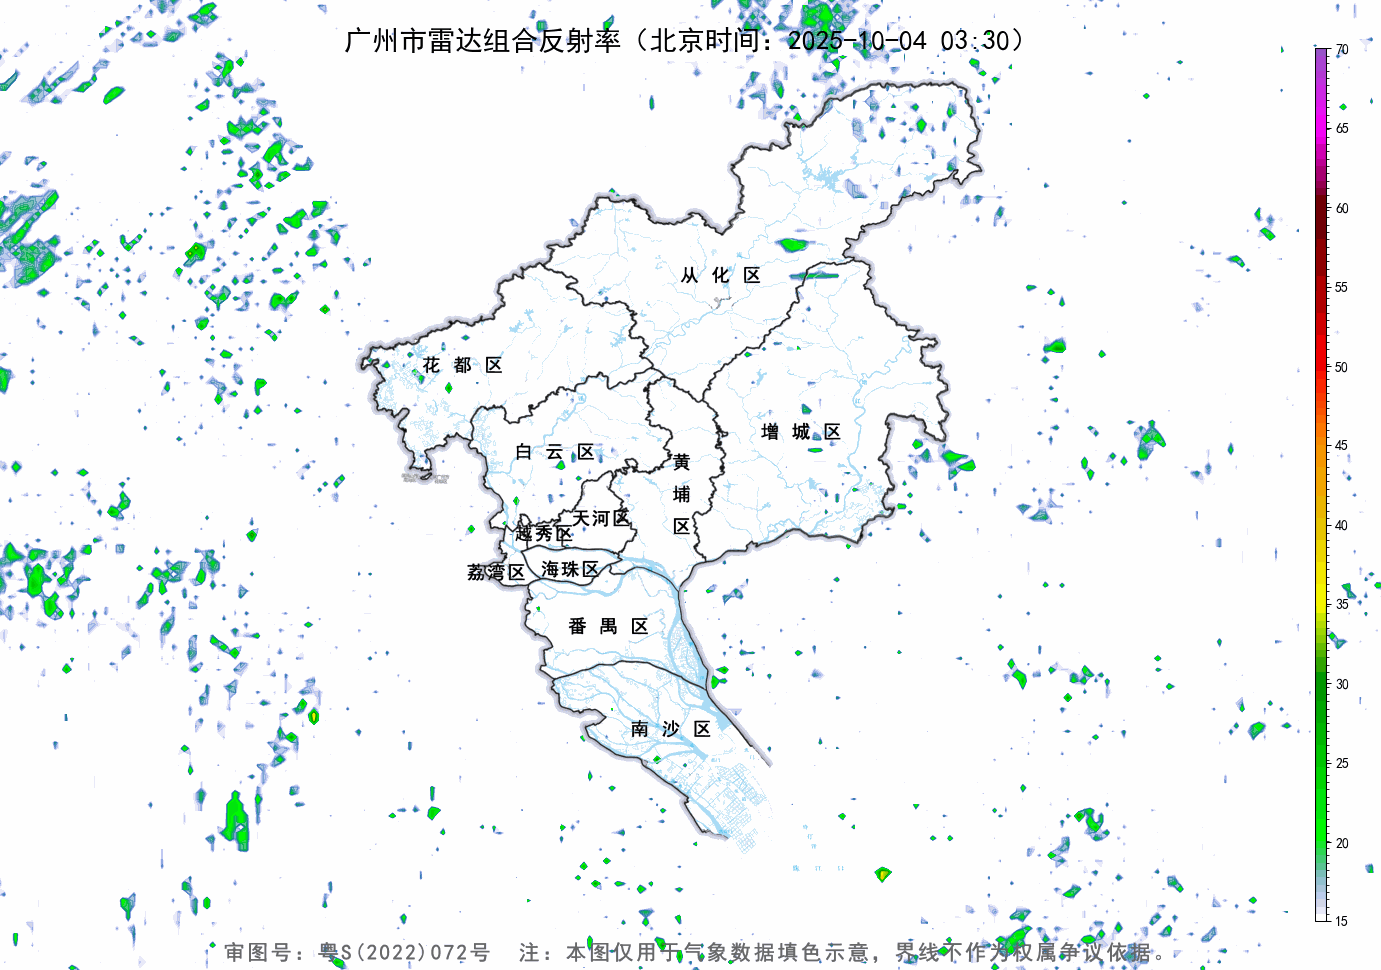 广州市雷达组合反射率（北京时间：2025-10-04 03:30）
70
65
60
55
50
45
40
35
30
25
20
15
从化区
花都区
增城区
白云区
黄埔区
天河区
越秀区
荔湾区
海珠区
番禺区
南沙区
审图号：粤S(2022)072号 注：本图仅用于气象数据填色示意，界线不作为权属争议依据。